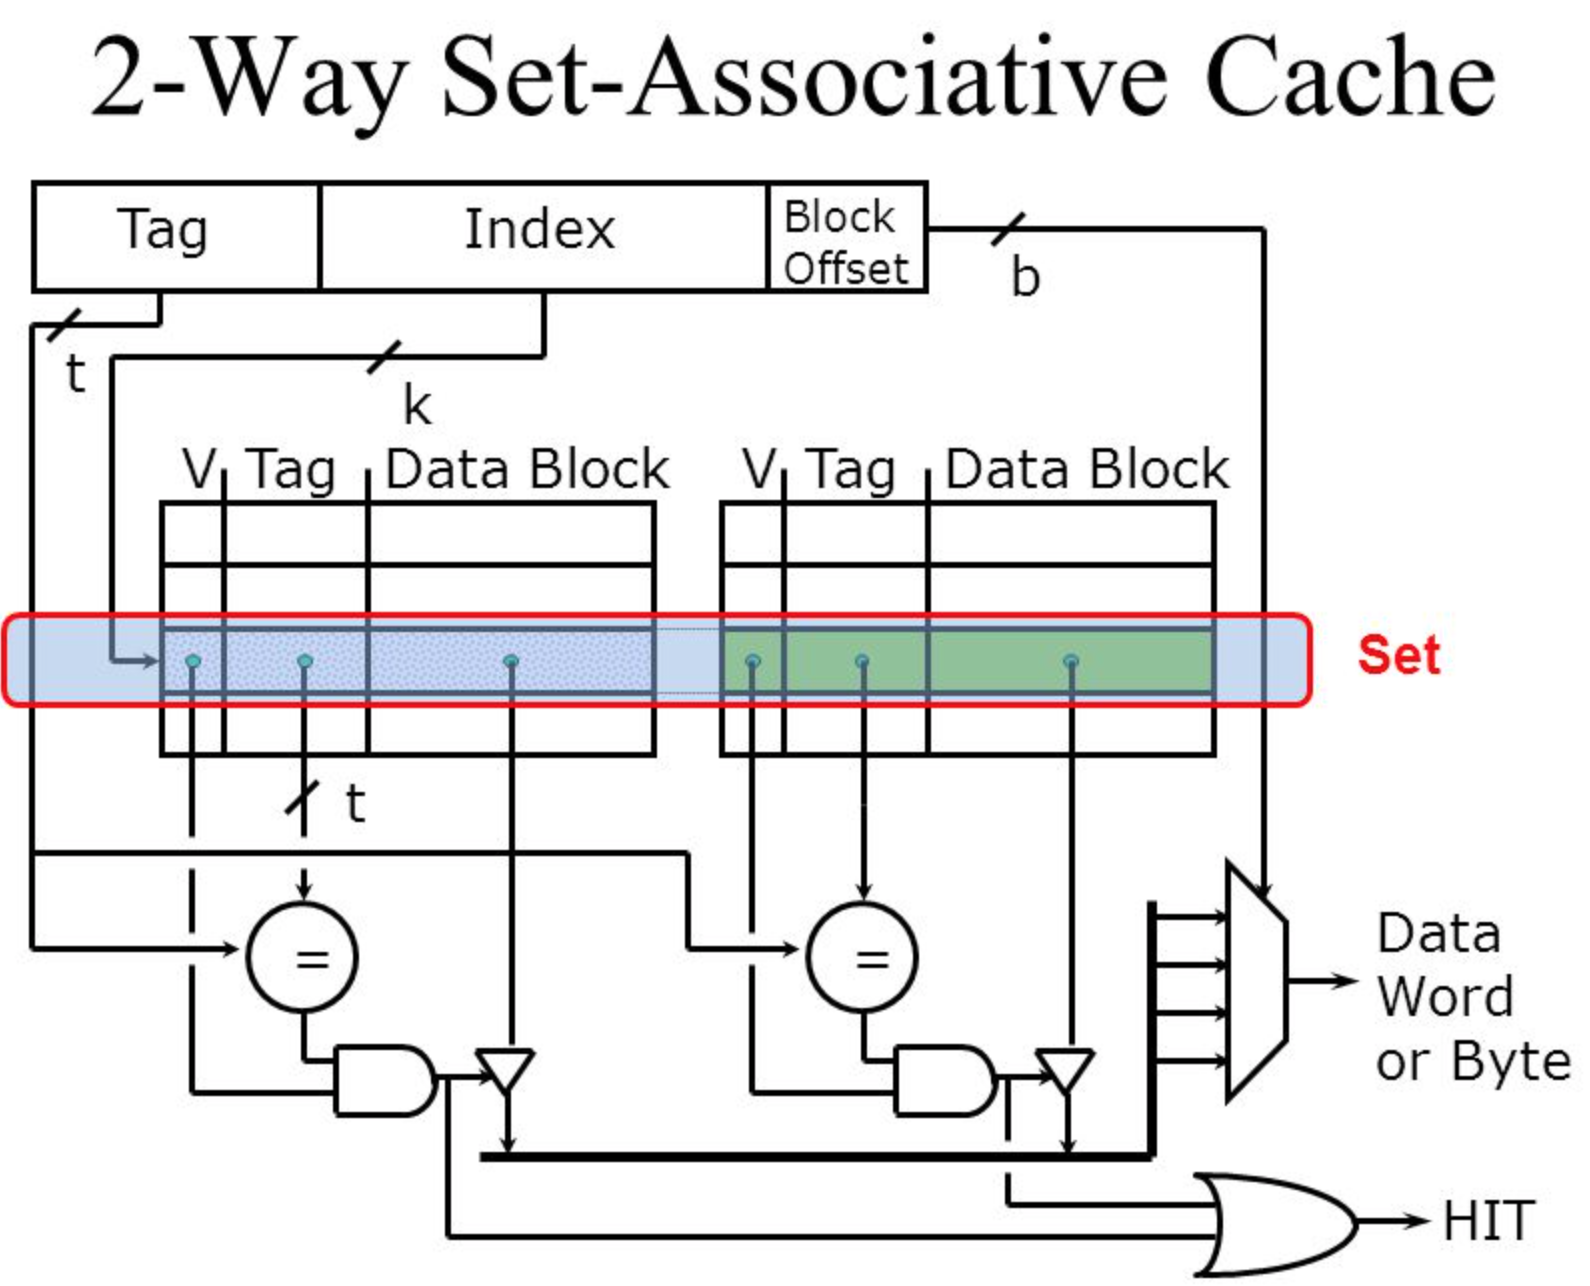 2-Way Set-Associative Cache
Tag
Index
Block
Offset
b
t
k
V Tag Data Block
V Tag Data Block
Set
t
=
=
Data
Word
or Byte
HIT